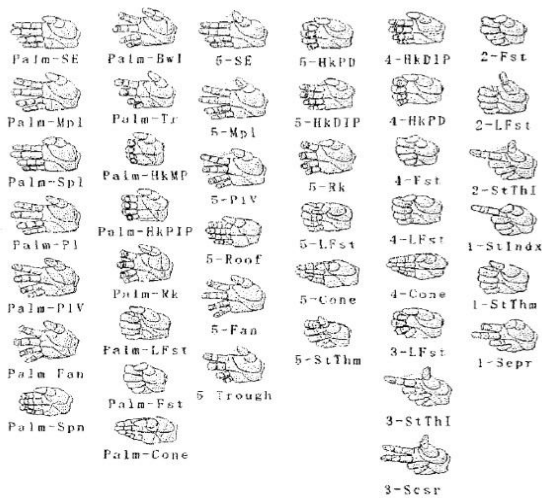 Palm-SE
Palm-Mpl
Palm-Spl
Palm-Pl
Palm-PlV
Palm Fan
Palm-Spn
Palm-Bwl
Palm-Tr
Palm-HkMP
Palm-HkPIP
Palm-Rk
Palm-LFst
Palm-Fst
Palm-Cone
5-SE
5-Mpl
5-PlV
5-Roof
5-Fan
5 Trough
5-HkPD
5-HkDIP
5-Rk
5-LFst
5-Cone
5-StThm
4-HkDIP
4-HkPD
4-Fst
4-LFst
4-Cone
3-LFst
3-StThI
3-Scsr
2-Fst
2-LFst
2-StThI
1-StIndx
1-StThm
1-Sepr